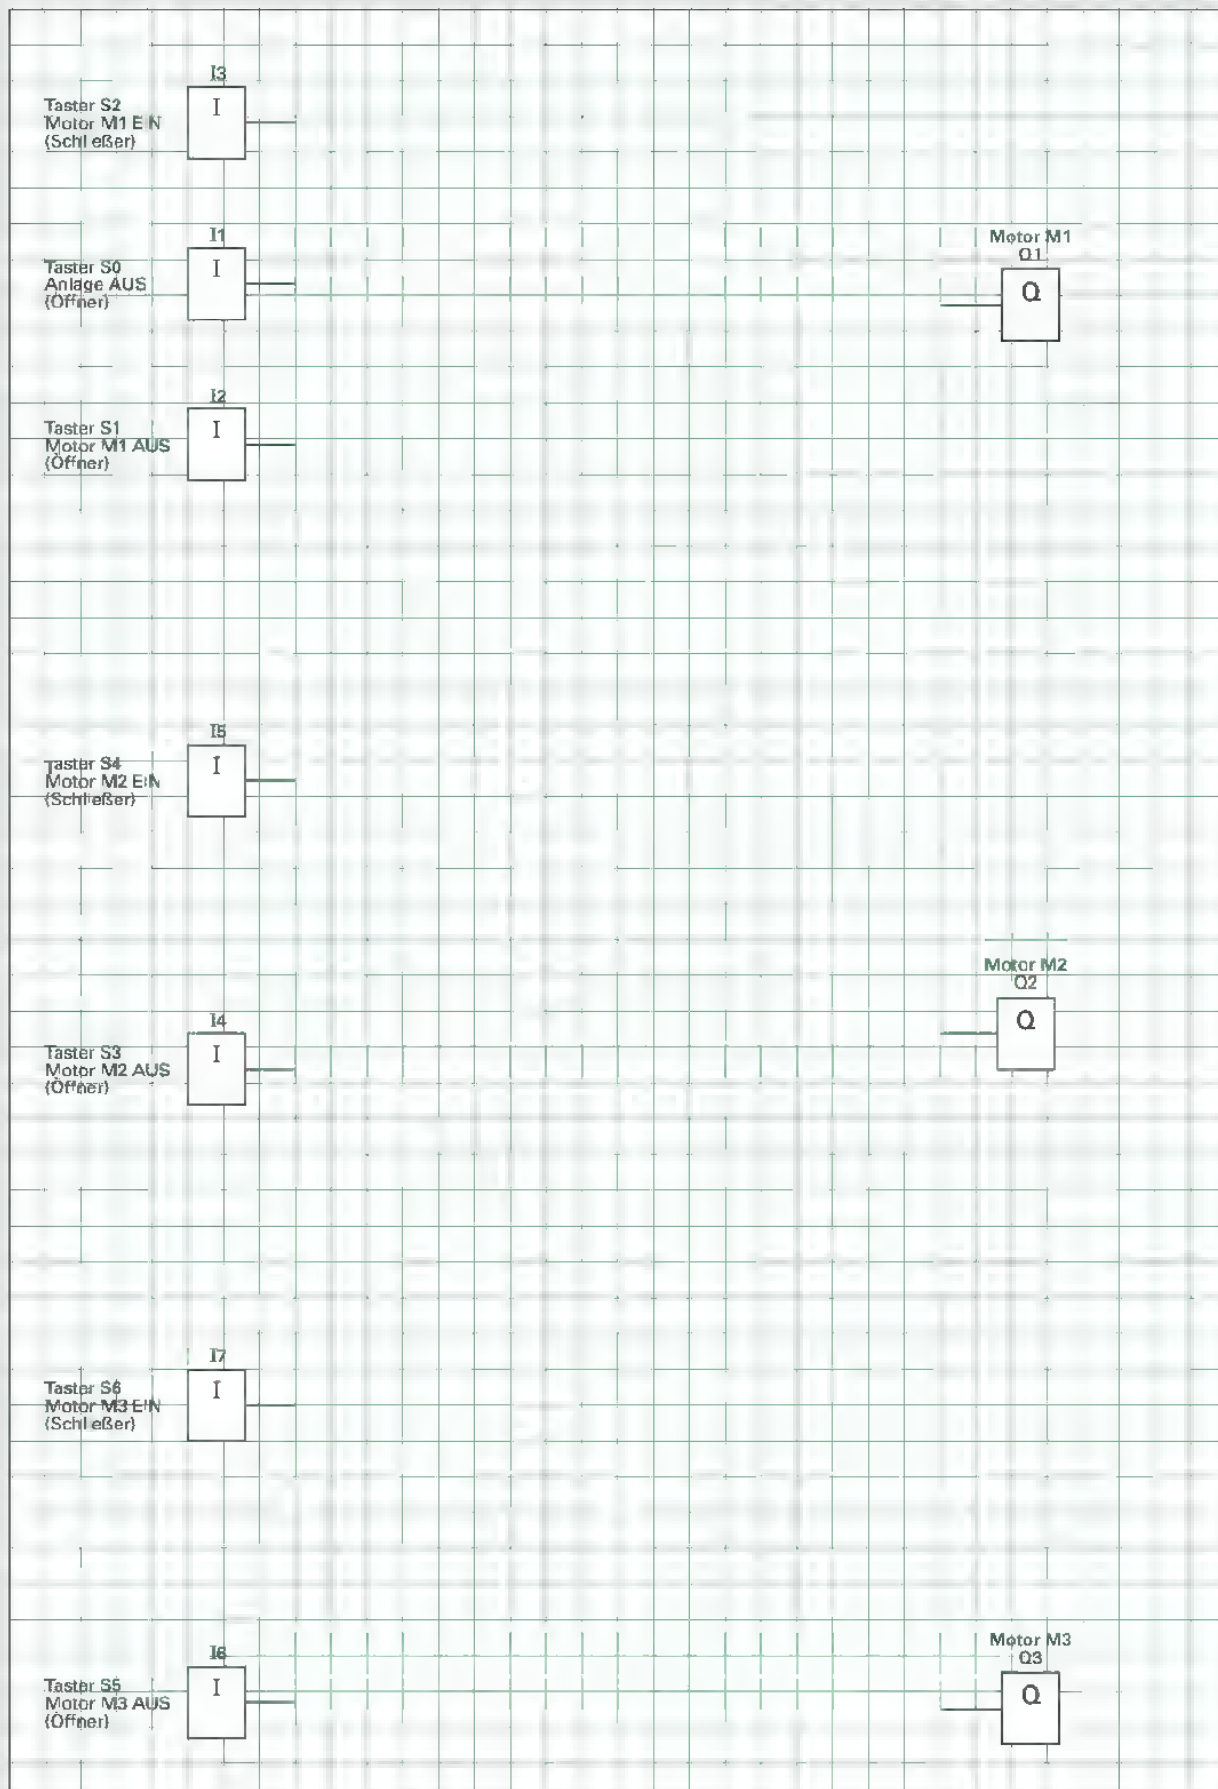 I3
I
Taster S2
Motor M1 EIN
(Schließer)
I1
I
Taster S0
Anlage AUS
(Öffner)
Motor M1
Q1
Q
I2
I
Taster S1
Motor M1 AUS
(Öffner)
I5
I
Taster S4
Motor M2 EIN
(Schließer)
Motor M2
Q2
Q
I4
I
Taster S3
Motor M2 AUS
(Öffner)
I7
I
Taster S6
Motor M3 EIN
(Schließer)
Motor M3
Q3
Q
I6
I
Taster S5
Motor M3 AUS
(Öffner)